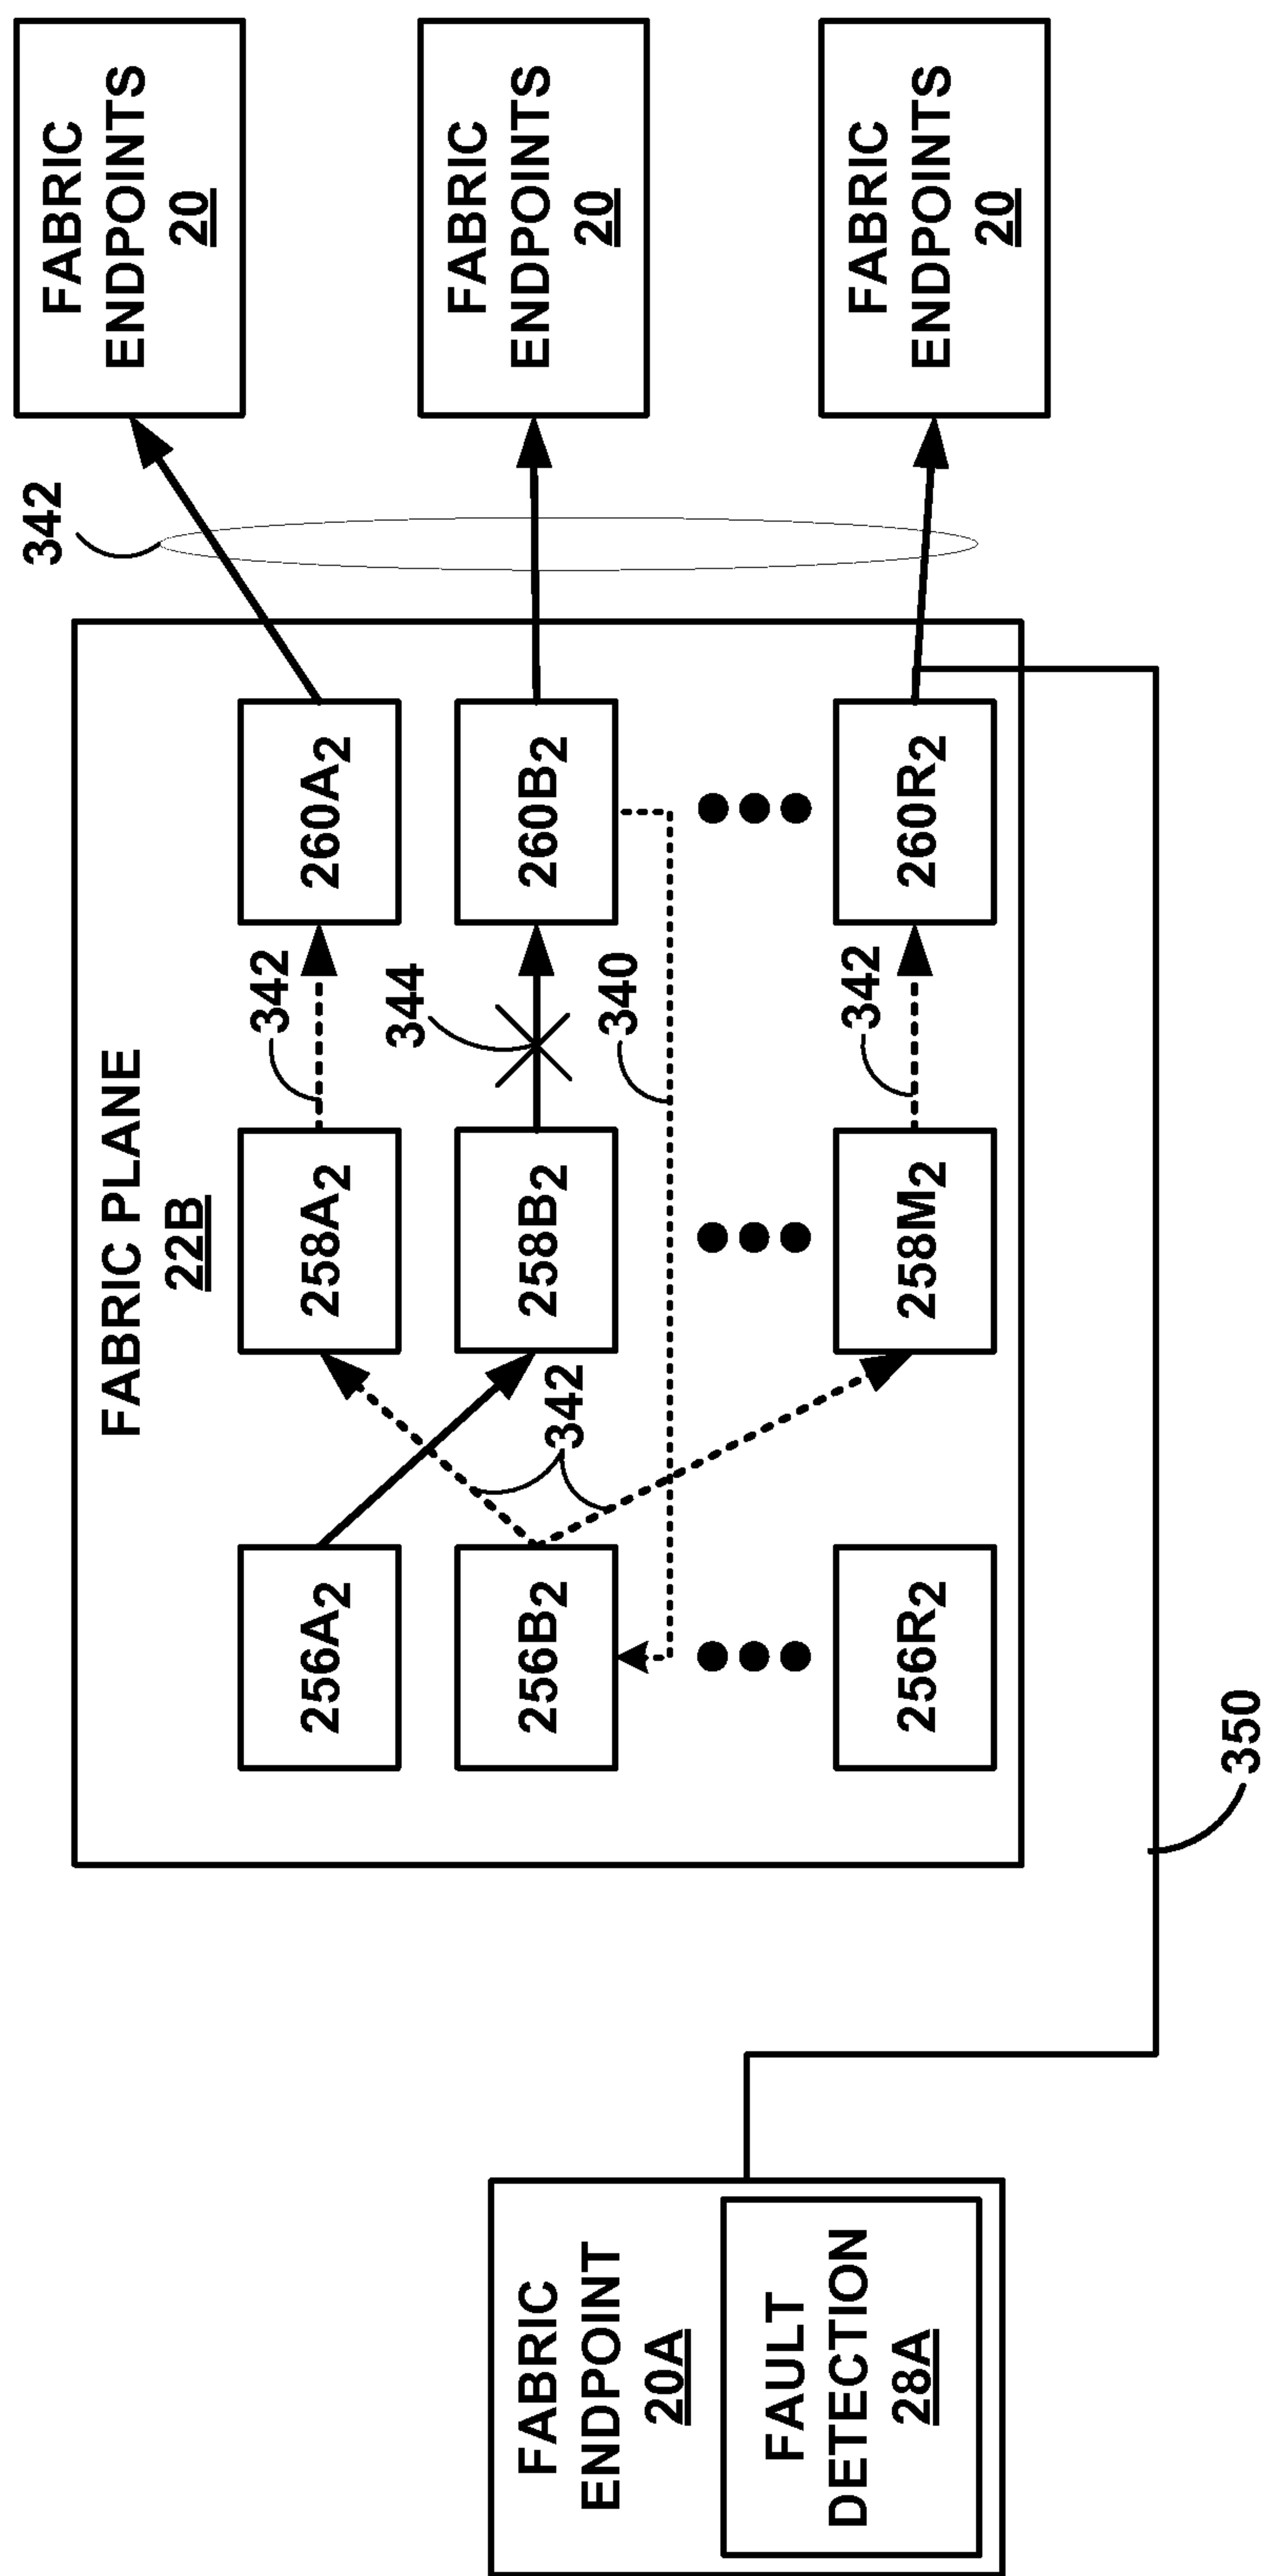 342
FABRIC
ENDPOINTS
20
FABRIC PLANE
22B
342
256A₂
258A₂
260A₂
344
FABRIC
ENDPOINTS
20
256B₂
258B₂
260B₂
342
340
FABRIC
ENDPOINT
20A
FAULT
DETECTION
28A
342
256R₂
258M₂
260R₂
FABRIC
ENDPOINTS
20
350